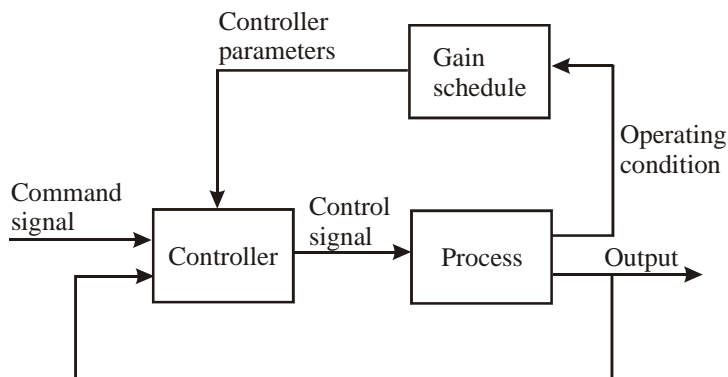 Controller
parameters
Gain
schedule
Operating
condition
Command
signal
Controller
Control
signal
Process
Output